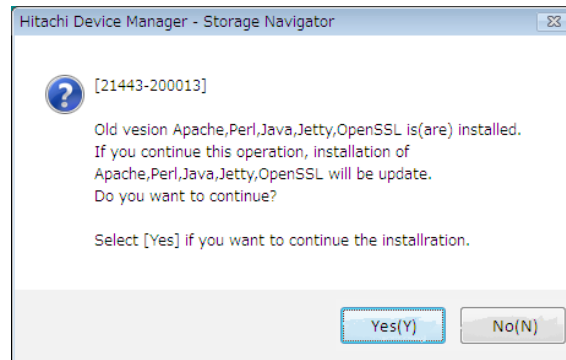 Hitachi Device Manager - Storage Navigator
[21443-200013]
Old vesion Apache,Perl,Java,Jetty,OpenSSL is(are) installed.
If you continue this operation, installation of
Apache,Perl,Java,Jetty,OpenSSL will be update.
Do you want to continue?
Select [Yes] if you want to continue the installration.
Yes(Y)
No(N)